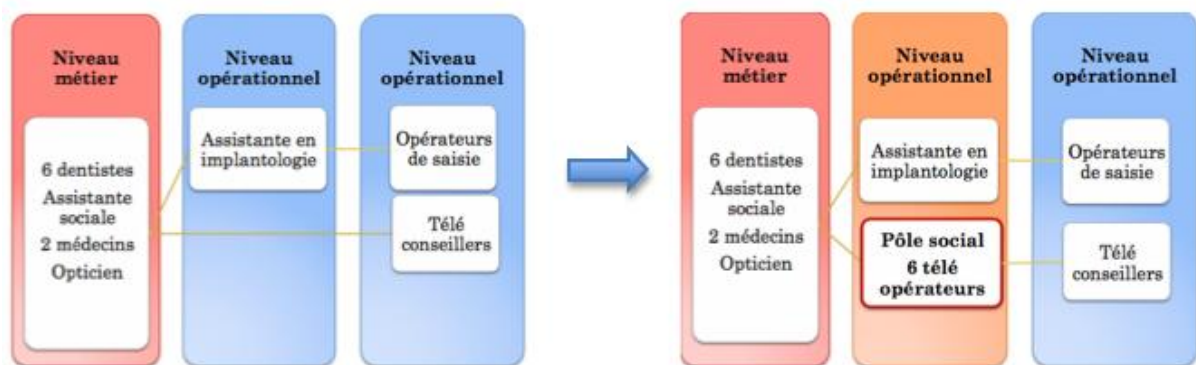 Niveau
métier
6 dentistes
Assistante
sociale
2 médecins
Opticien
Niveau
opérationnel
Assistante en
implantologie
Niveau
opérationnel
Opérateurs
de saisie
Télé
conseillers
Niveau
métier
6 dentistes
Assistante
sociale
2 médecins
Opticien
Niveau
opérationnel
Assistante en
implantologie
Pôle social
6 télé
opérateurs
Niveau
opérationnel
Opérateurs
de saisie
Télé
conseillers